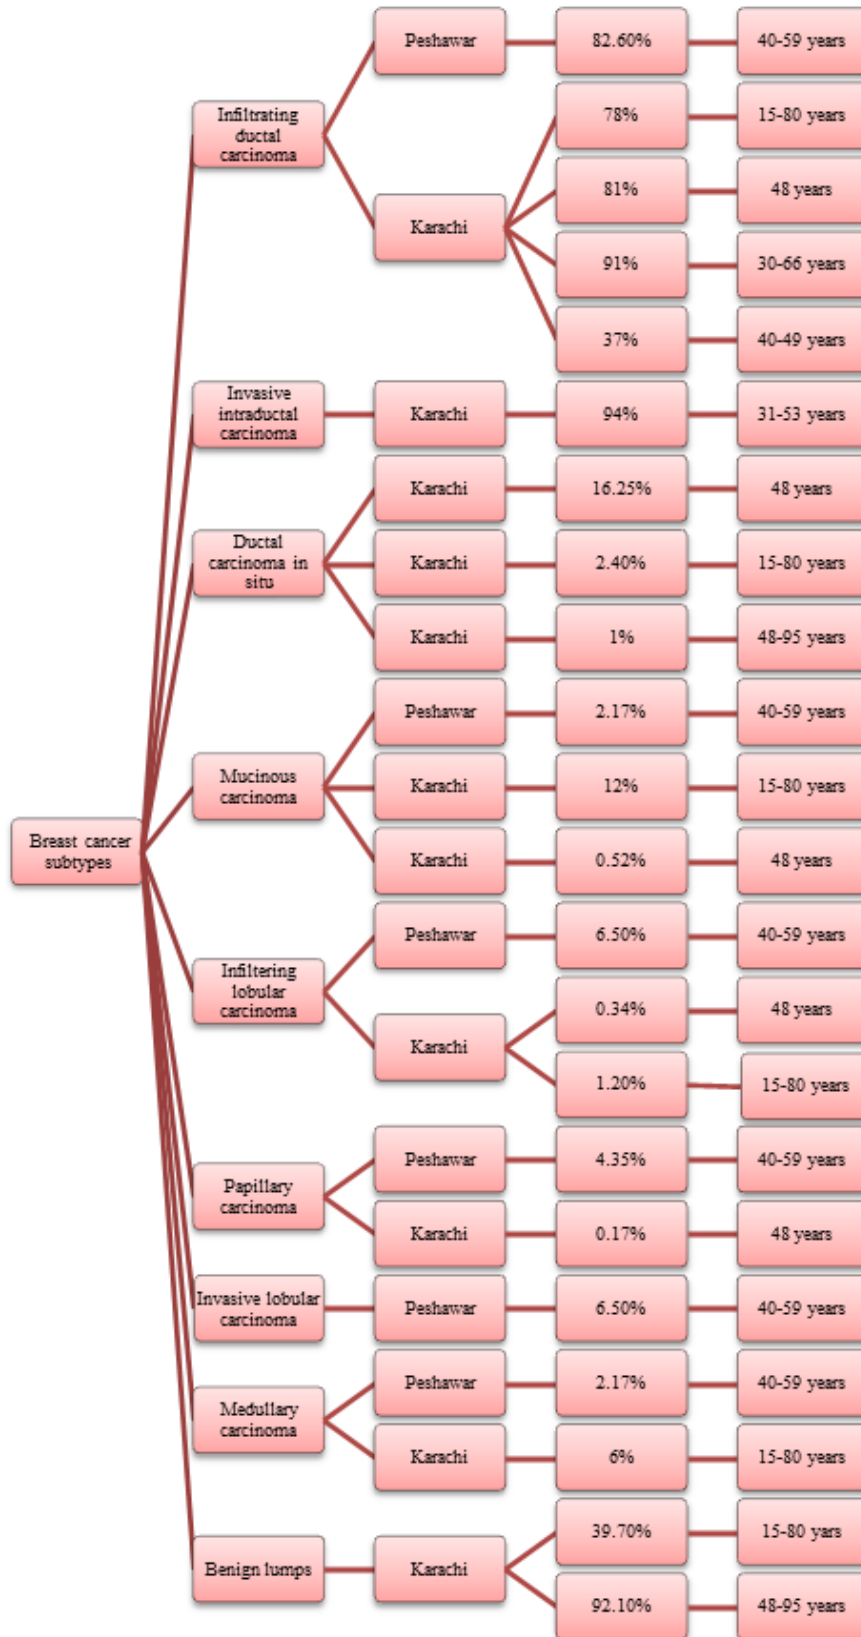 Peshawar
82.60%
40-59 years
Infiltrating
ductal
carcinoma
78%
15-80 years
Karachi
81%
48 years
91%
30-66 years
37%
40-49 years
Invasive
intraductal
carcinoma
Karachi
94%
31-53 years
Ductal
carcinoma in
situ
Karachi
16.25%
48 years
Karachi
2.40%
15-80 years
Karachi
1%
48-95 years
Mucinous
carcinoma
Peshawar
2.17%
40-59 years
Karachi
12%
15-80 years
Karachi
0.52%
48 years
Breast cancer
subtypes
Infiltering
lobular
carcinoma
Peshawar
6.50%
40-59 years
Karachi
0.34%
48 years
1.20%
15-80 years
Papillary
carcinoma
Peshawar
4.35%
40-59 years
Karachi
0.17%
48 years
Invasive lobular
carcinoma
Peshawar
6.50%
40-59 years
Medullary
carcinoma
Peshawar
2.17%
40-59 years
Karachi
6%
15-80 years
Benign lumps
Karachi
39.70%
15-80 yars
92.10%
48-95 years